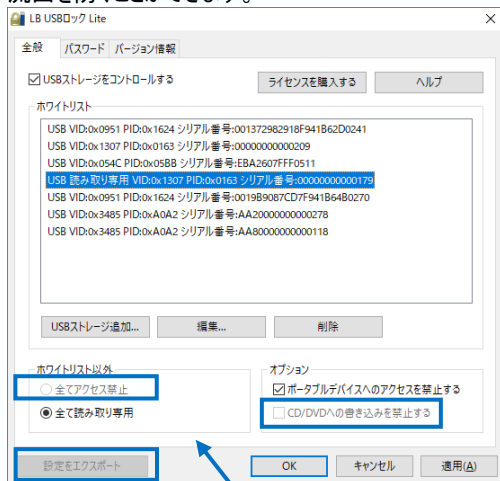 LB USBロック Lite
全般 パスワード バージョン情報
USBストレージをコントロールする
ライセンスを購入する ヘルプ
ホワイトリスト
USB VID:0x0951 PID:0x1624 シリアル番号:001372982918F941B62D0241
USB VID:0x1307 PID:0x0163 シリアル番号:00000000000209
USB VID:0x054C PID:0x05BB シリアル番号:EBA2607FFF0511
USB 読み取り専用 VID:0x1307 PID:0x0163 シリアル番号:00000000000179
USB VID:0x0951 PID:0x1624 シリアル番号:0019B9087CD7F941B64B0270
USB VID:0x3485 PID:0xA0A2 シリアル番号:AA20000000000278
USB VID:0x3485 PID:0xA0A2 シリアル番号:AA80000000000118
USBストレージ追加... 編集... 削除
ホワイトリスト以外
全てアクセス禁止
全て読み取り専用
オプション
ポータブルデバイスへのアクセスを禁止する
CD/DVDへの書き込みを禁止する
設定をエクスポート OK キャンセル 適用(A)